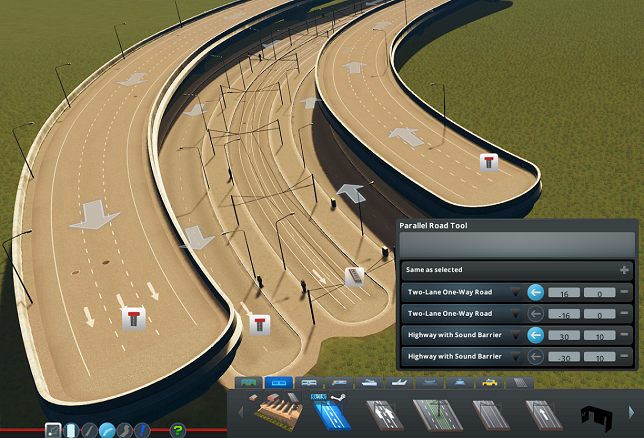 Parallel Road Tool
Same as selected
Two-Lane One-Way Road 16 0
Two-Lane One-Way Road -16 0
Highway with Sound Barrier 30 10
Highway with Sound Barrier -30 10
?